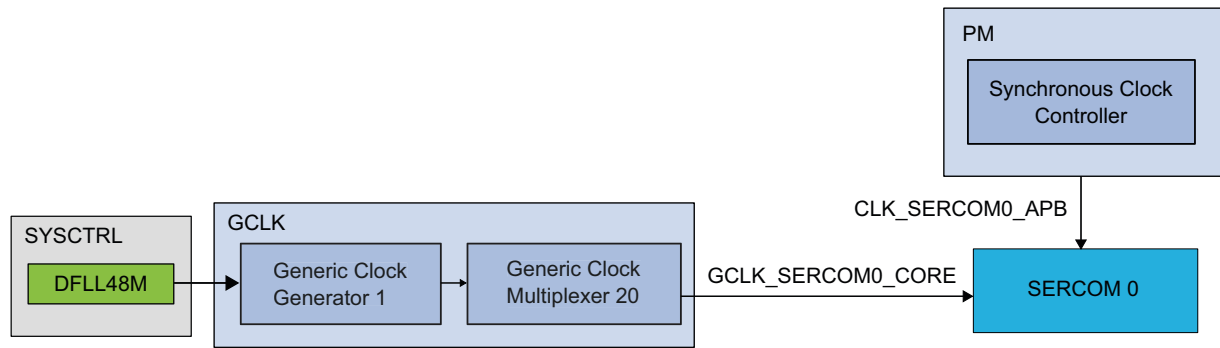 PM
Synchronous Clock
Controller
CLK_SERCOM0_APB
SYSCTRL
DFLL48M
GCLK
Generic Clock
Generator 1
Generic Clock
Multiplexer 20
GCLK_SERCOM0_CORE
SERCOM 0